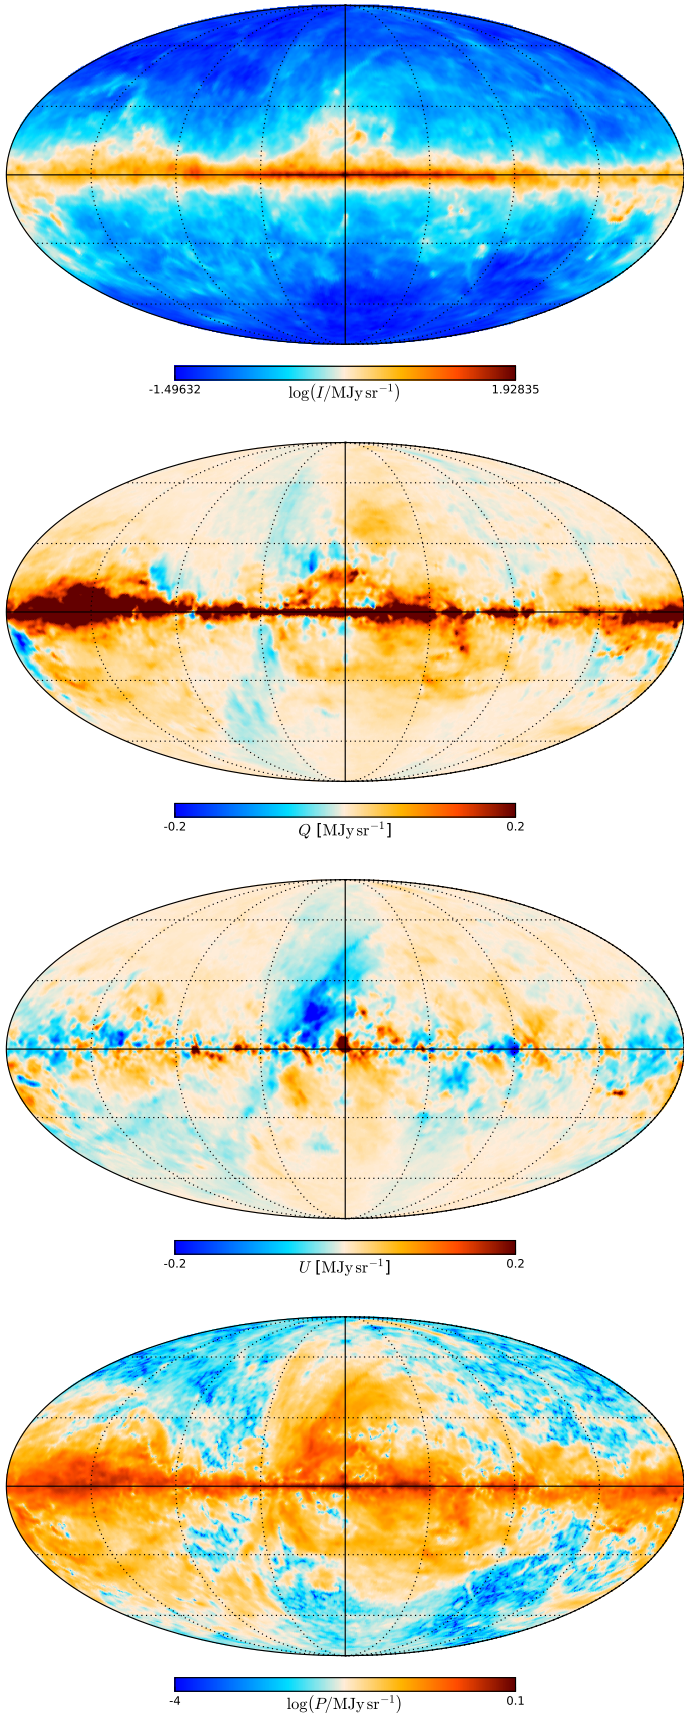 -1.49632 1.92835
log(I/MJy sr⁻¹)
-0.2 0.2
Q [MJy sr⁻¹]
-0.2 0.2
U [MJy sr⁻¹]
-4 0.1
log(P/MJy sr⁻¹)